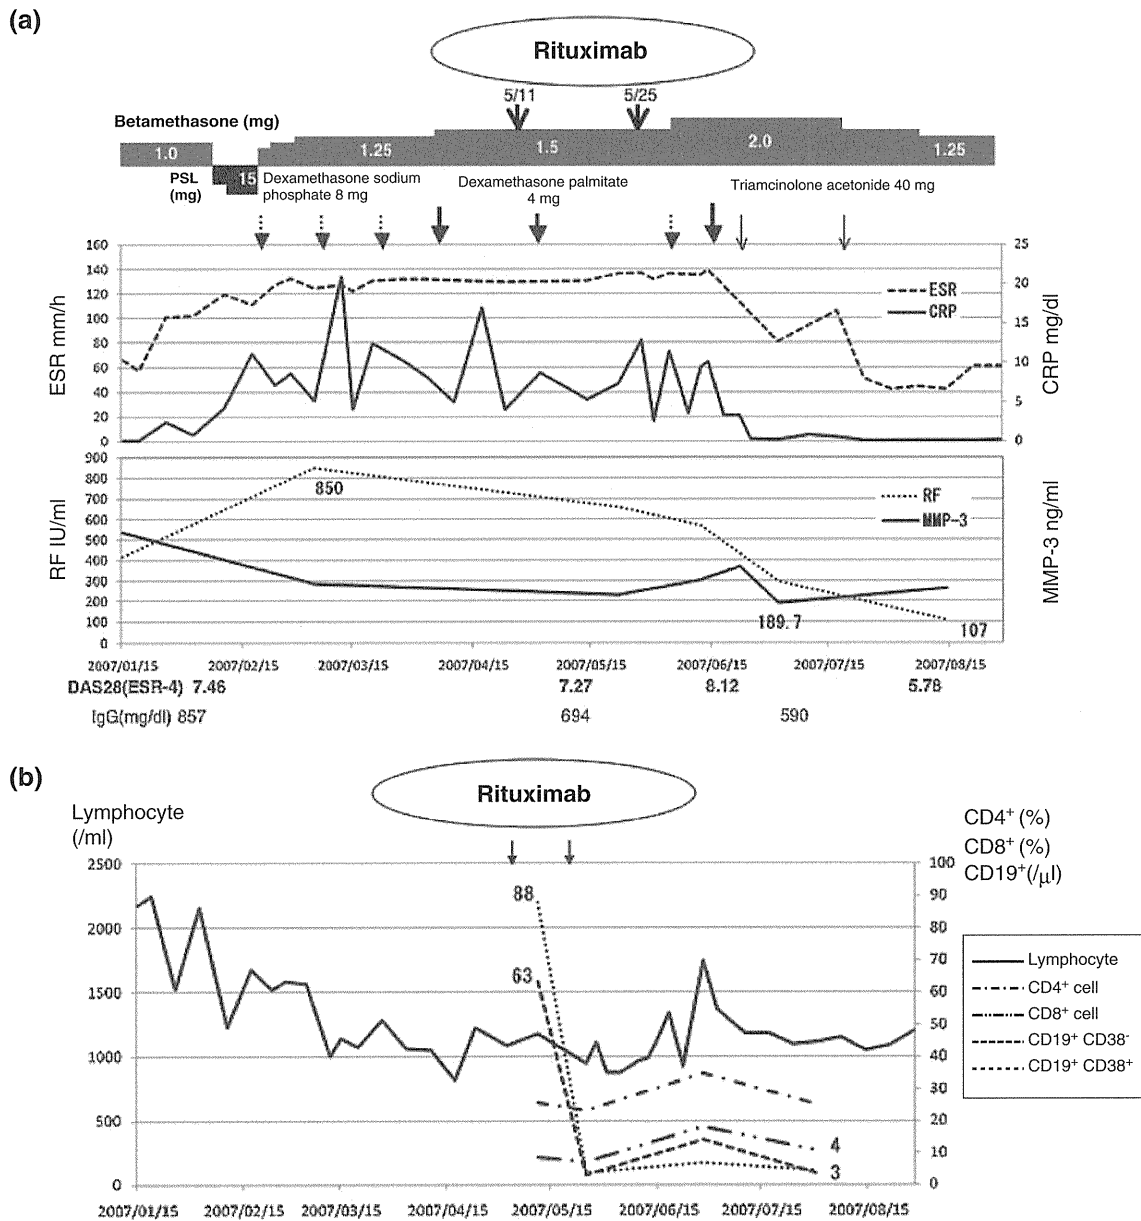 (a)
Rituximab
5/11 5/25
Betamethasone (mg)
1.0 1.25 1.5 2.0 1.25
PSL 15
(mg)
Dexamethasone sodium
phosphate 8 mg
Dexamethasone palmitate
4 mg
Triamcinolone acetonide 40 mg
ESR mm/h
160
140
120
100
80
60
40
20
0
ESR
CRP
25
20
15
10
5
0
CRP mg/dl
RF IU/ml
900
800
700
600
500
400
300
200
100
0
850
RF
MMP-3
189.7
107
MMP-3 ng/ml
2007/01/15 2007/02/15 2007/03/15 2007/04/15 2007/05/15 2007/06/15 2007/07/15 2007/08/15
DAS28(ESR-4) 7.46 7.27 8.12 5.78
IgG(mg/dl) 857 694 590
(b)
Rituximab
Lymphocyte
(/ml)
2500
2000
1500
1000
500
0
88
63
4
3
CD4+ (%)
CD8+ (%)
CD19+(/μl)
100
90
80
70
60
50
40
30
20
10
0
Lymphocyte
CD4+ cell
CD8+ cell
CD19+ CD38-
CD19+ CD38+
2007/01/15 2007/02/15 2007/03/15 2007/04/15 2007/05/15 2007/06/15 2007/07/15 2007/08/15